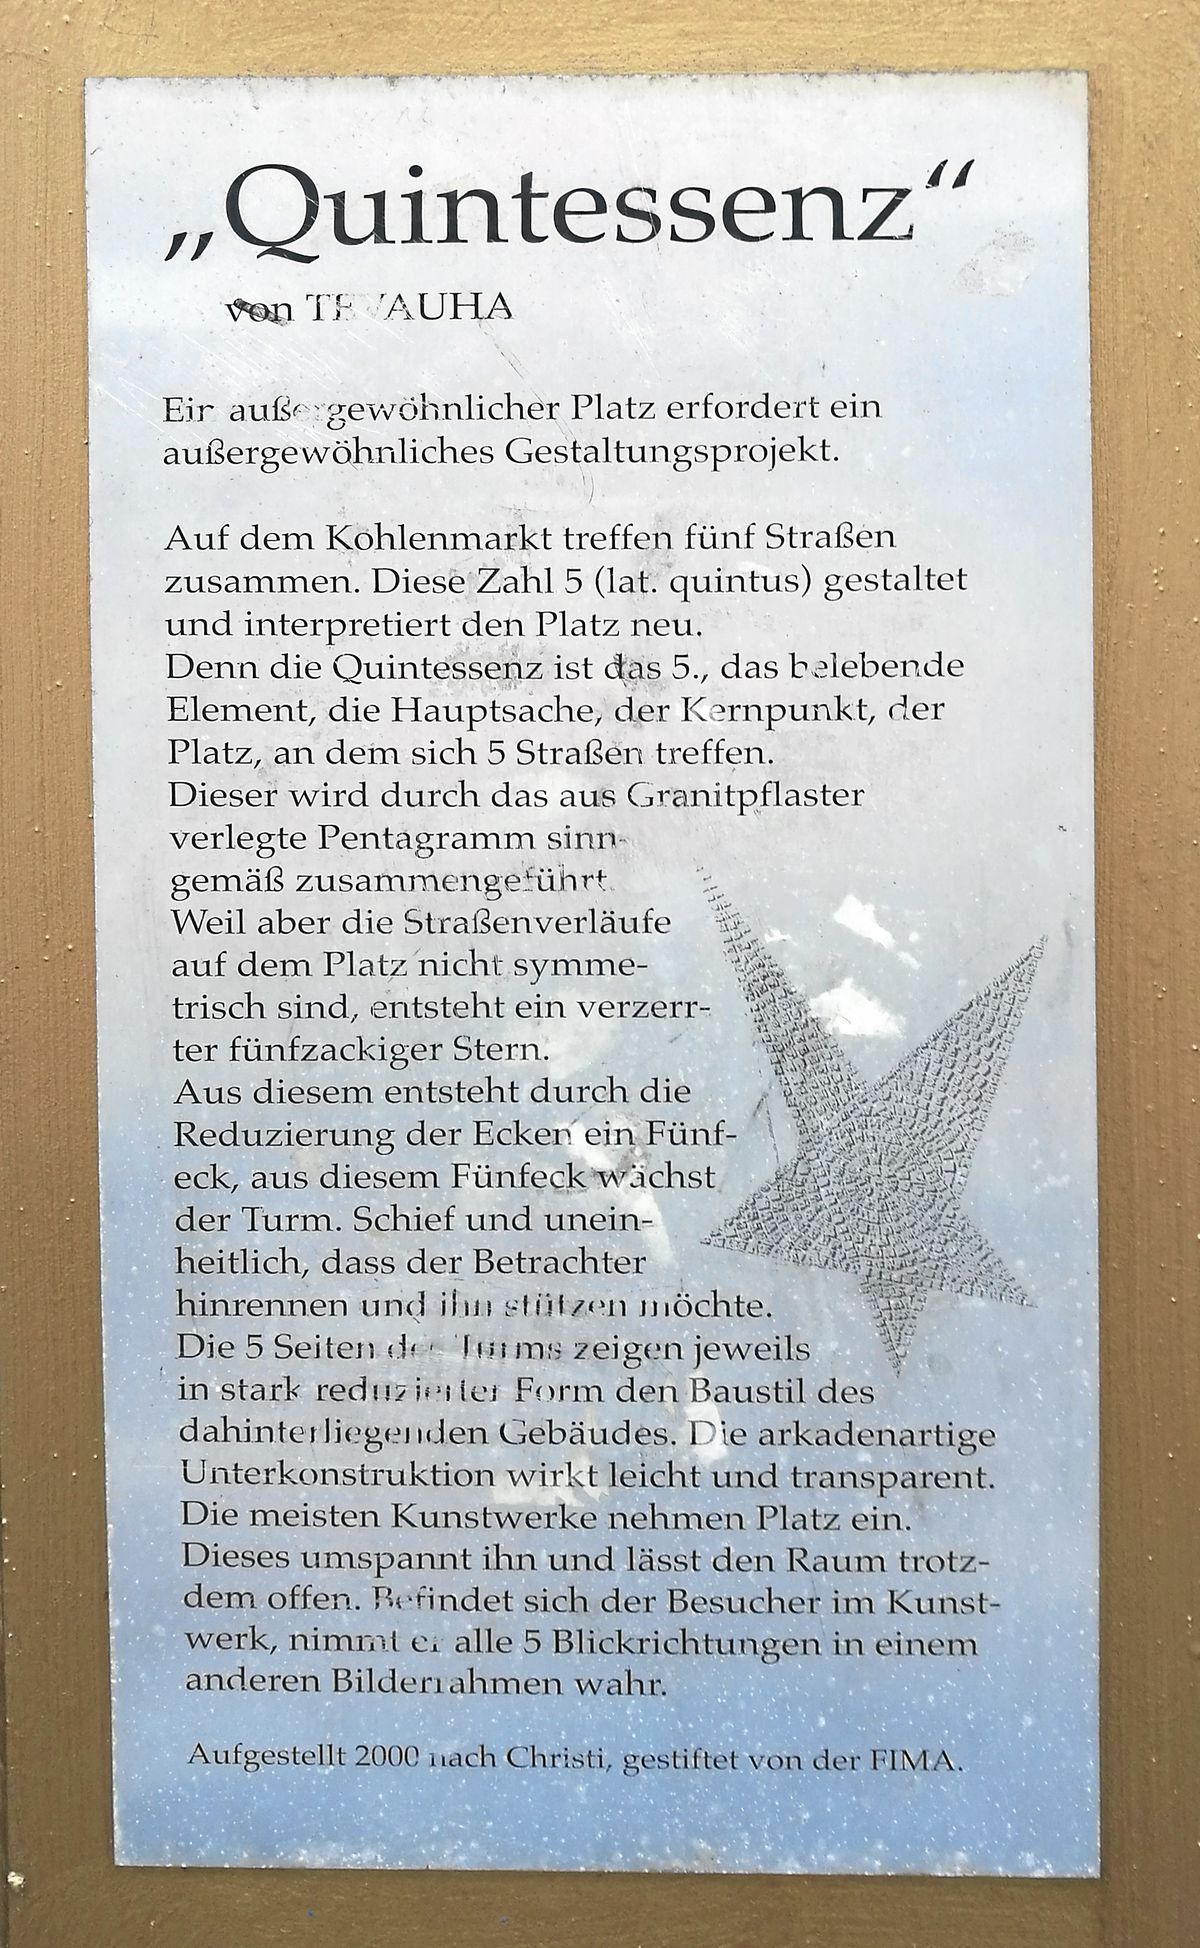 „Quintessenz“
von TEVAUHA
Ein außergewöhnlicher Platz erfordert ein
außergewöhnliches Gestaltungsprojekt.
Auf dem Kohlenmarkt treffen fünf Straßen
zusammen. Diese Zahl 5 (lat. quintus) gestaltet
und interpretiert den Platz neu.
Denn die Quintessenz ist das 5., das belebende
Element, die Hauptsache, der Kernpunkt, der
Platz, an dem sich 5 Straßen treffen.
Dieser wird durch das aus Granitpflaster
verlegte Pentagramm sinn-
gemäß zusammengeführt.
Weil aber die Straßenverläufe
auf dem Platz nicht symme-
trisch sind, entsteht ein verzerr-
ter fünfzackiger Stern.
Aus diesem entsteht durch die
Reduzierung der Ecken ein Fünf-
eck, aus diesem Fünfeck wächst
der Turm. Schief und unein-
heitlich, dass der Betrachter
hinrennen und ihn stützen möchte.
Die 5 Seiten des Turms zeigen jeweils
in stark reduzierter Form den Baustil des
dahinterliegenden Gebäudes. Die arkadenartige
Unterkonstruktion wirkt leicht und transparent.
Die meisten Kunstwerke nehmen Platz ein.
Dieses umspannt ihn und lässt den Raum trotz-
dem offen. Befindet sich der Besucher im Kunst-
werk, nimmt er alle 5 Blickrichtungen in einem
anderen Bilderrahmen wahr.
Aufgestellt 2000 nach Christi, gestiftet von der FIMA.